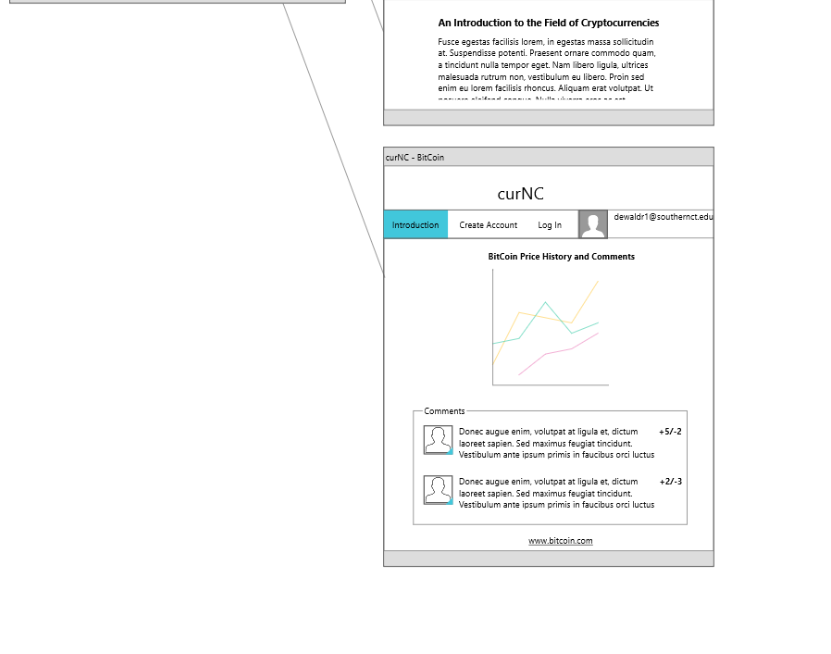 An Introduction to the Field of Cryptocurrencies
Fusce egestas facilisis lorem, in egestas massa sollicitudin
at. Suspendisse potenti. Praesent ornare commodo quam,
a tincidunt nulla tempor eget. Nam libero ligula, ultrices
malesuada rutrum non, vestibulum eu libero. Proin sed
enim eu lorem facilisis rhoncus. Aliquam erat volutpat. Ut
curNC - BitCoin
curNC
Introduction Create Account Log In dewaldr1@southernct.edu
BitCoin Price History and Comments
Comments
Donec augue enim, volutpat at ligula et, dictum +5/-2
laoreet sapien. Sed maximus feugiat tincidunt.
Vestibulum ante ipsum primis in faucibus orci luctus
Donec augue enim, volutpat at ligula et, dictum +2/-3
laoreet sapien. Sed maximus feugiat tincidunt.
Vestibulum ante ipsum primis in faucibus orci luctus
www.bitcoin.com